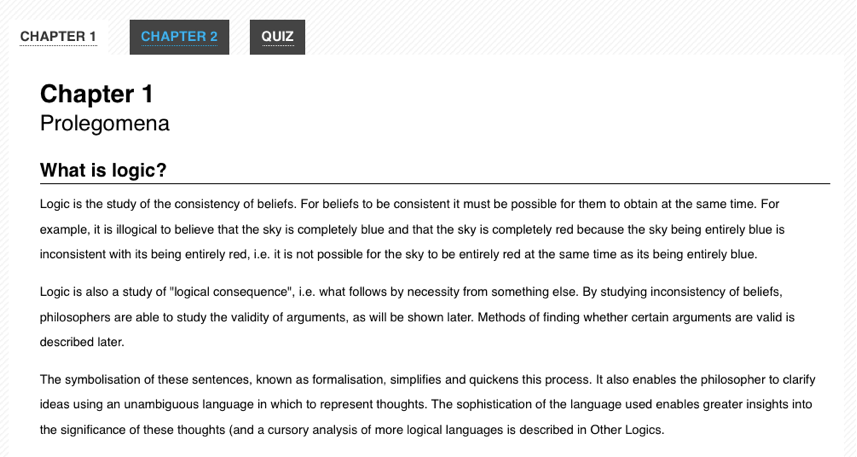 CHAPTER 1 CHAPTER 2 QUIZ
Chapter 1
Prolegomena
What is logic?
Logic is the study of the consistency of beliefs. For beliefs to be consistent it must be possible for them to obtain at the same time. For
example, it is illogical to believe that the sky is completely blue and that the sky is completely red because the sky being entirely blue is
inconsistent with its being entirely red, i.e. it is not possible for the sky to be entirely red at the same time as its being entirely blue.
Logic is also a study of "logical consequence", i.e. what follows by necessity from something else. By studying inconsistency of beliefs,
philosophers are able to study the validity of arguments, as will be shown later. Methods of finding whether certain arguments are valid is
described later.
The symbolisation of these sentences, known as formalisation, simplifies and quickens this process. It also enables the philosopher to clarify
ideas using an unambiguous language in which to represent thoughts. The sophistication of the language used enables greater insights into
the significance of these thoughts (and a cursory analysis of more logical languages is described in Other Logics.